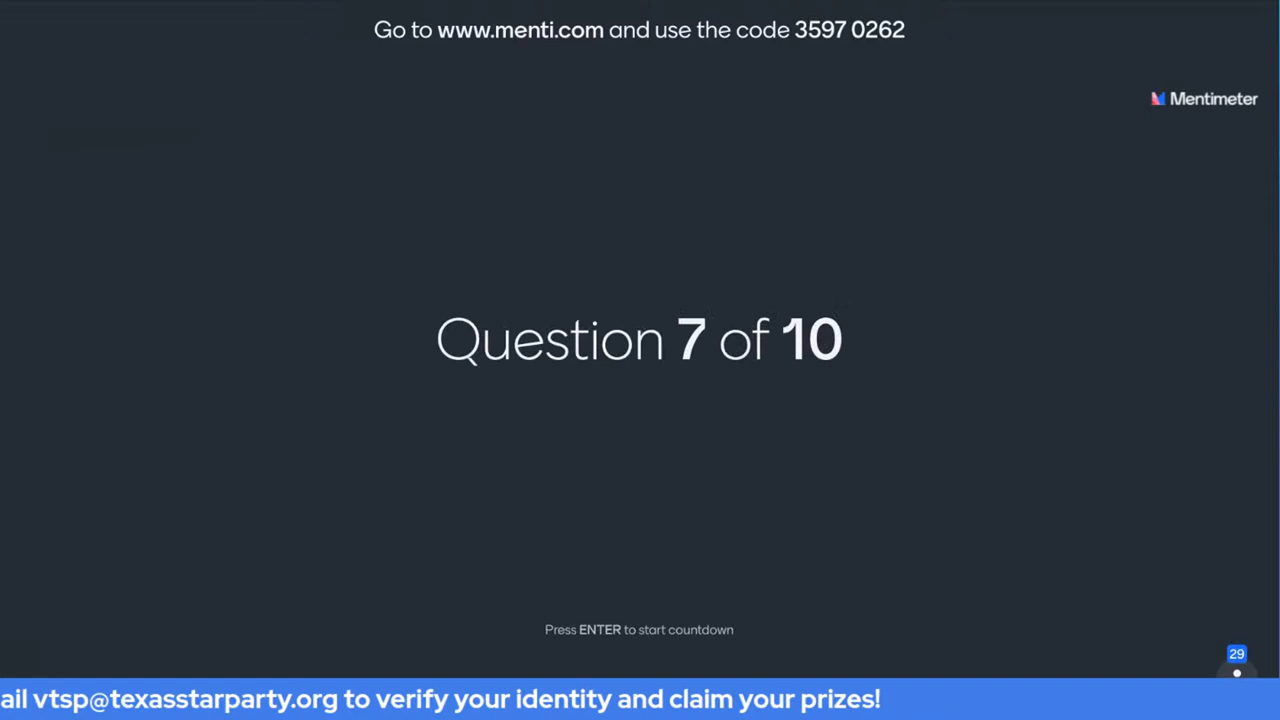 Go to www.menti.com and use the code 3597 0262
Mentimeter
Question 7 of 10
Press ENTER to start countdown
29
ail vtsp@texasstarparty.org to verify your identity and claim your prizes!